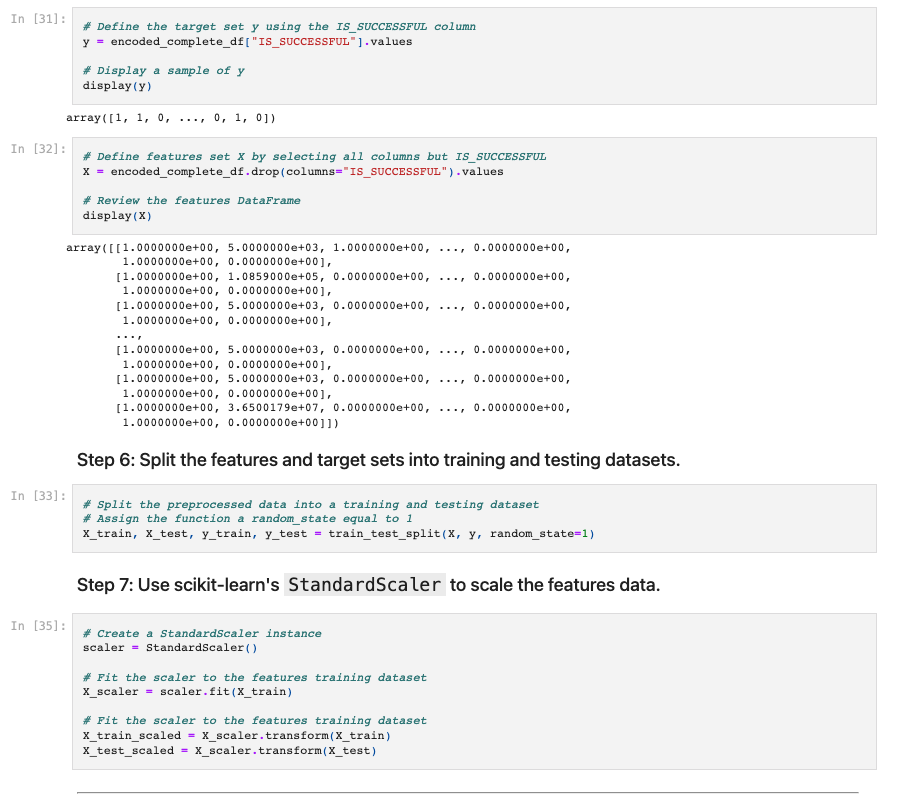 In [31]:
# Define the target set y using the IS_SUCCESSFUL column
y = encoded_complete_df["IS_SUCCESSFUL"].values
# Display a sample of y
display(y)
array([1, 1, 0, ..., 0, 1, 0])
In [32]:
# Define features set X by selecting all columns but IS_SUCCESSFUL
X = encoded_complete_df.drop(columns="IS_SUCCESSFUL").values
# Review the features DataFrame
display(X)
array([[1.0000000e+00, 5.0000000e+03, 1.0000000e+00, ..., 0.0000000e+00,
1.0000000e+00, 0.0000000e+00],
[1.0000000e+00, 1.0859000e+05, 0.0000000e+00, ..., 0.0000000e+00,
1.0000000e+00, 0.0000000e+00],
[1.0000000e+00, 5.0000000e+03, 0.0000000e+00, ..., 0.0000000e+00,
1.0000000e+00, 0.0000000e+00],
...,
[1.0000000e+00, 5.0000000e+03, 0.0000000e+00, ..., 0.0000000e+00,
1.0000000e+00, 0.0000000e+00],
[1.0000000e+00, 5.0000000e+03, 0.0000000e+00, ..., 0.0000000e+00,
1.0000000e+00, 0.0000000e+00],
[1.0000000e+00, 3.6500179e+07, 0.0000000e+00, ..., 0.0000000e+00,
1.0000000e+00, 0.0000000e+00]])
Step 6: Split the features and target sets into training and testing datasets.
In [33]:
# Split the preprocessed data into a training and testing dataset
# Assign the function a random_state equal to 1
X_train, X_test, y_train, y_test = train_test_split(X, y, random_state=1)
Step 7: Use scikit-learn's StandardScaler to scale the features data.
In [35]:
# Create a StandardScaler instance
scaler = StandardScaler()
# Fit the scaler to the features training dataset
X_scaler = scaler.fit(X_train)
# Fit the scaler to the features training dataset
X_train_scaled = X_scaler.transform(X_train)
X_test_scaled = X_scaler.transform(X_test)